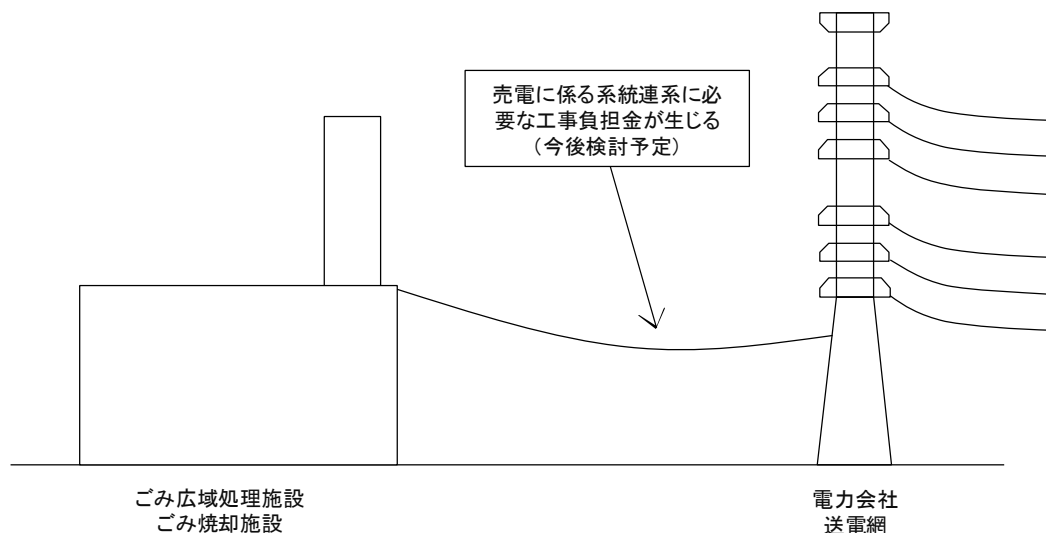 売電に係る系統連系に必
要な工事負担金が生じる
（今後検討予定）
ごみ広域処理施設
ごみ焼却施設
電力会社
送電網